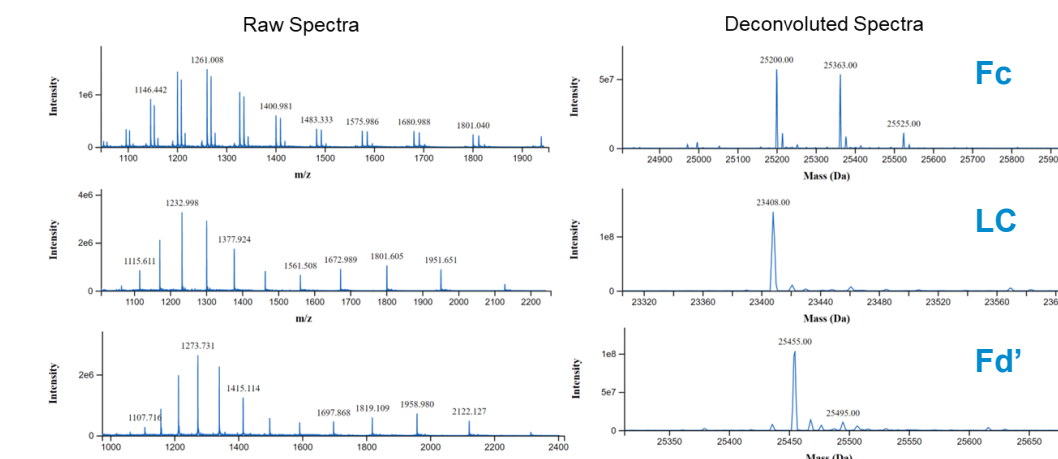 Raw Spectra
Deconvoluted Spectra
Intensity
1e6
0
1146.442
1261.008
1400.981
1483.333
1575.986
1680.988
1801.040
1100 1200 1300 1400 1500 1600 1700 1800 1900
m/z
Intensity
5e7
0
25200.00
25363.00
25525.00
Fc
24900 25000 25100 25200 25300 25400 25500 25600 25700 25800 2590
Mass (Da)
Intensity
4e6
2e6
0
1115.611
1232.998
1377.924
1561.508
1672.989
1801.605
1951.651
1100 1200 1300 1400 1500 1600 1700 1800 1900 2000 2100 2200
m/z
Intensity
1e8
0
23408.00
LC
23320 23360 23400 23440 23480 23520 23560 236
Mass (Da)
Intensity
2e6
0
1107.716
1273.731
1415.114
1697.868
1819.109
1958.980
2122.127
1000 1200 1400 1600 1800 2000 2200 2400
Intensity
1e8
5e7
0
25455.00
25495.00
Fd’
25350 25400 25450 25500 25550 25600 25650
Mass (Da)